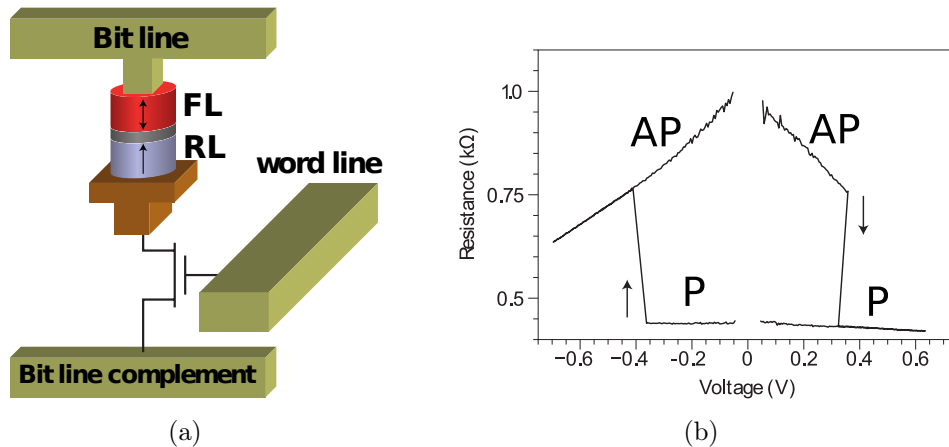 Bit line
FL
RL
word line
Bit line complement
(a)
Resistance (kΩ)
1.0
0.75
0.5
AP
AP
P
P
−0.6 −0.4 −0.2 0 0.2 0.4 0.6
Voltage (V)
(b)